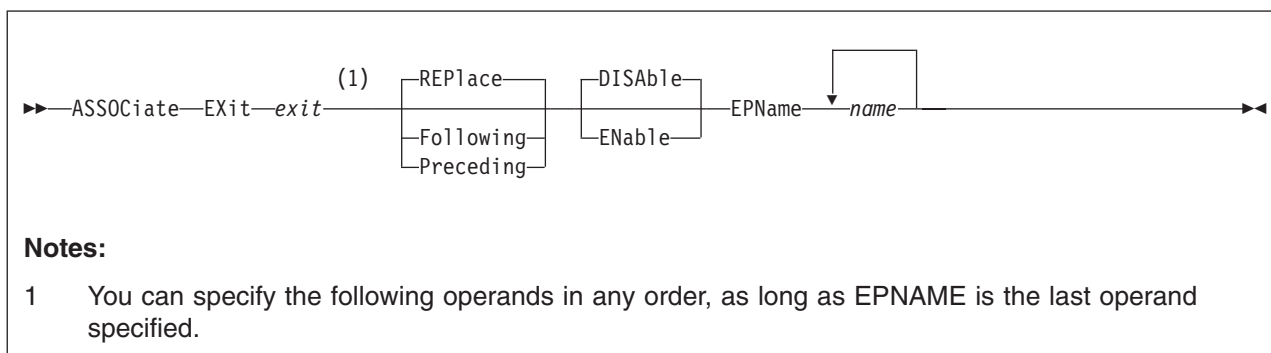 (1) REPlace DISAble
ASSOCiate EXit exit EPName name
Following ENable
Preceding
Notes:
1 You can specify the following operands in any order, as long as EPNAME is the last operand
specified.